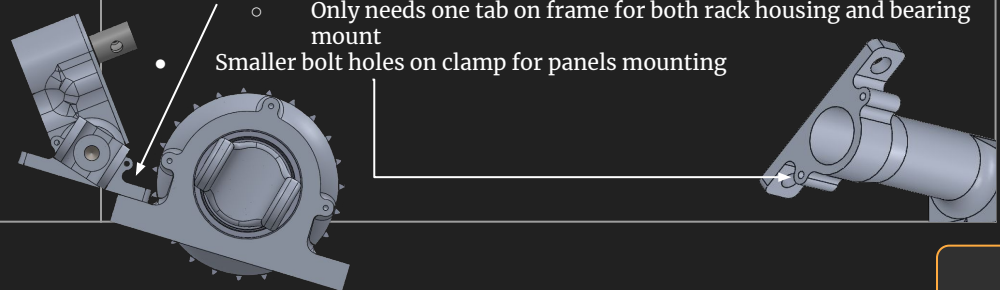 ○ Only needs one tab on frame for both rack housing and bearing
mount
● Smaller bolt holes on clamp for panels mounting